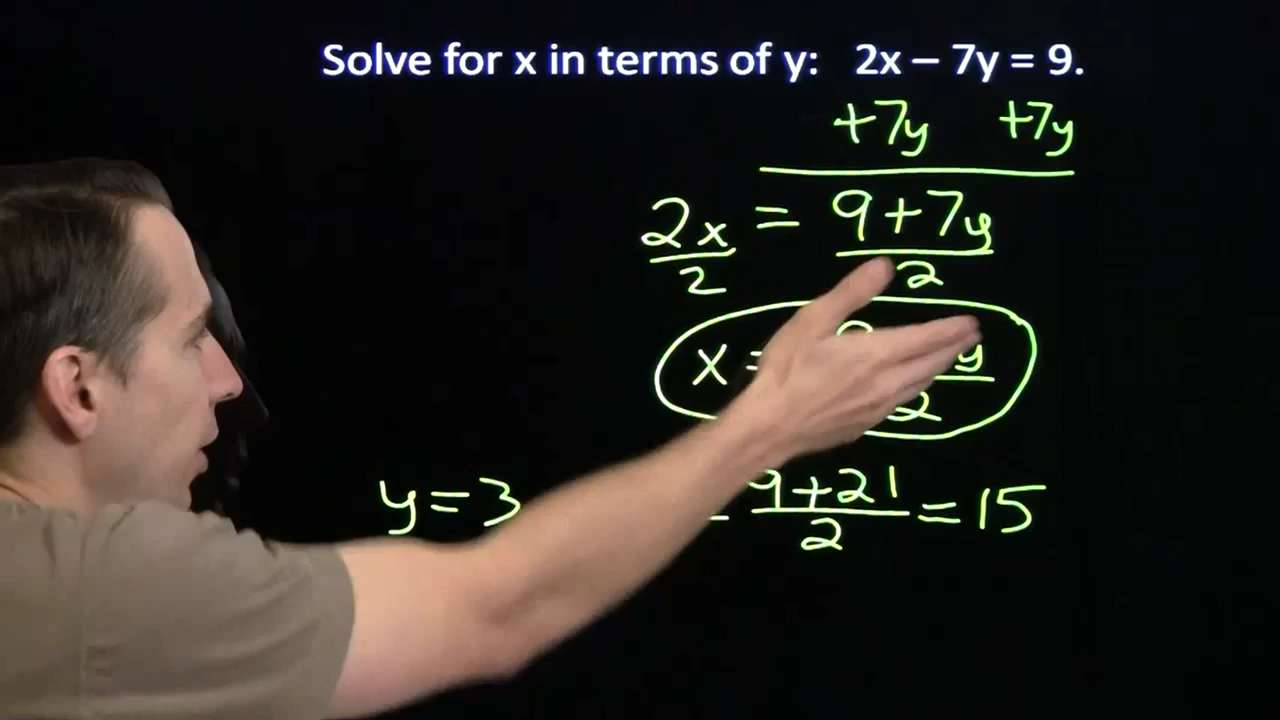 Solve for x in terms of y: 2x – 7y = 9.
+7y +7y
2x = 9+7y
2 2
x = y
2
y=3 9+21 = 15
2